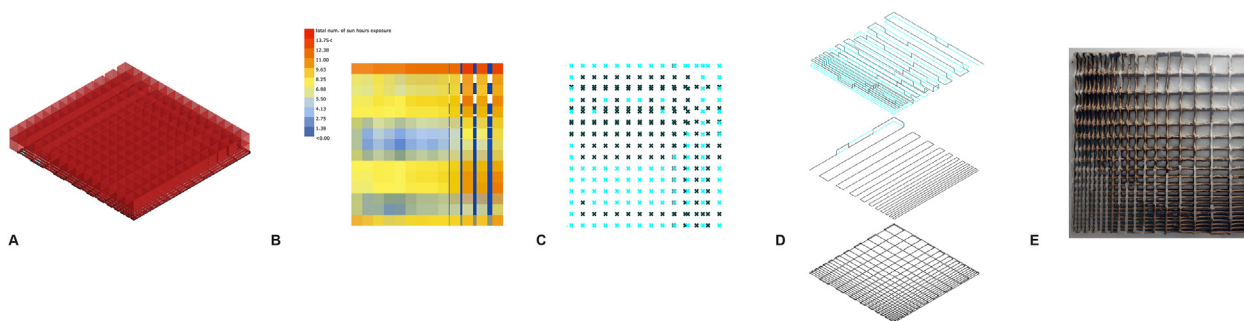 total num. of sun hours exposure
13.75<
12.38
11.00
9.63
8.25
6.88
5.50
4.13
2.75
1.38
<0.00
A
B
C
D
E